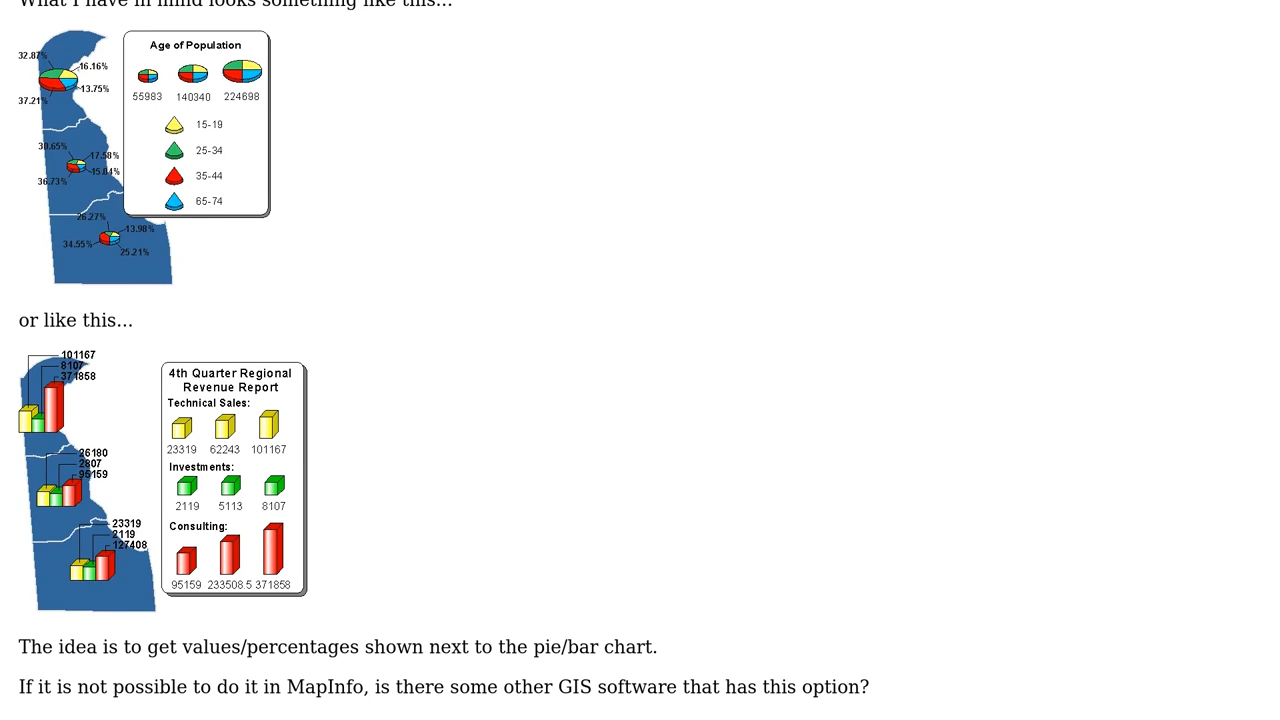 What I have in mind looks something like this...
Age of Population
55983 140340 224698
15-19
25-34
35-44
65-74
32.87%
16.16%
13.75%
37.21%
30.65%
17.58%
15.04%
36.73%
26.27%
13.98%
34.55%
25.21%
or like this...
101167
8107
371858
26180
2807
95159
23319
2119
127408
4th Quarter Regional
Revenue Report
Technical Sales:
23319 62243 101167
Investments:
2119 5113 8107
Consulting:
95159 233508.5 371858
The idea is to get values/percentages shown next to the pie/bar chart.
If it is not possible to do it in MapInfo, is there some other GIS software that has this option?